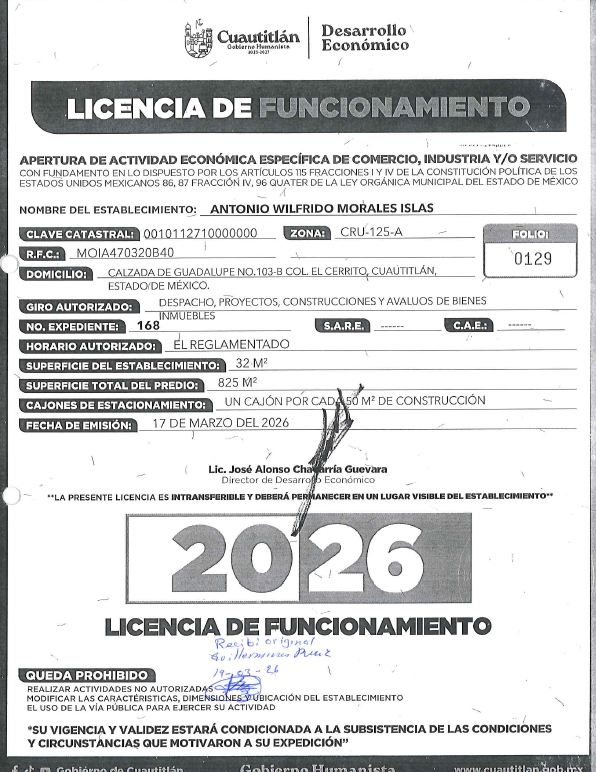 Cuautitlán
Gobierno Humanista
2025-2027
Desarrollo
Económico
LICENCIA DE FUNCIONAMIENTO
APERTURA DE ACTIVIDAD ECONÓMICA ESPECÍFICA DE COMERCIO, INDUSTRIA Y/O SERVICIO
CON FUNDAMENTO EN LO DISPUESTO POR LOS ARTÍCULOS 115 FRACCIONES I Y IV DE LA CONSTITUCIÓN POLÍTICA DE LOS
ESTADOS UNIDOS MEXICANOS 86, 87 FRACCIÓN IV, 96 QUATER DE LA LEY ORGÁNICA MUNICIPAL DEL ESTADO DE MÉXICO
NOMBRE DEL ESTABLECIMIENTO: ANTONIO WILFRIDO MORALES ISLAS
CLAVE CATASTRAL: 0010112710000000 ZONA: CRU-125-A FOLIO:
R.F.C.: MOIA470320B40 0129
DOMICILIO: CALZADA DE GUADALUPE NO.103-B COL. EL CERRITO, CUAUTITLÁN,
ESTADO DE MÉXICO.
GIRO AUTORIZADO: DESPACHO, PROYECTOS, CONSTRUCCIONES Y AVALUOS DE BIENES
INMUEBLES
NO. EXPEDIENTE: 168 S.A.R.E. ------ C.A.E.: ------
HORARIO AUTORIZADO: EL REGLAMENTADO
SUPERFICIE DEL ESTABLECIMIENTO: 32 M²
SUPERFICIE TOTAL DEL PREDIO: 825 M²
CAJONES DE ESTACIONAMIENTO: UN CAJÓN POR CADA 50 M² DE CONSTRUCCIÓN
FECHA DE EMISIÓN: 17 DE MARZO DEL 2026
Lic. José Alonso Chavarría Guevara
Director de Desarrollo Económico
**LA PRESENTE LICENCIA ES INTRANSFERIBLE Y DEBERÁ PERMANECER EN UN LUGAR VISIBLE DEL ESTABLECIMIENTO**
2026
LICENCIA DE FUNCIONAMIENTO
Recibi original
Guillermina
19-03-26
QUEDA PROHIBIDO
REALIZAR ACTIVIDADES NO AUTORIZADAS
MODIFICAR LAS CARACTERÍSTICAS, DIMENSIONES Y UBICACIÓN DEL ESTABLECIMIENTO
EL USO DE LA VÍA PÚBLICA PARA EJERCER SU ACTIVIDAD
"SU VIGENCIA Y VALIDEZ ESTARÁ CONDICIONADA A LA SUBSISTENCIA DE LAS CONDICIONES
Y CIRCUNSTANCIAS QUE MOTIVARON A SU EXPEDICIÓN"
Gobierno de Cuautitlán Gobierno Humanista www.cuautitlan.gob.mx